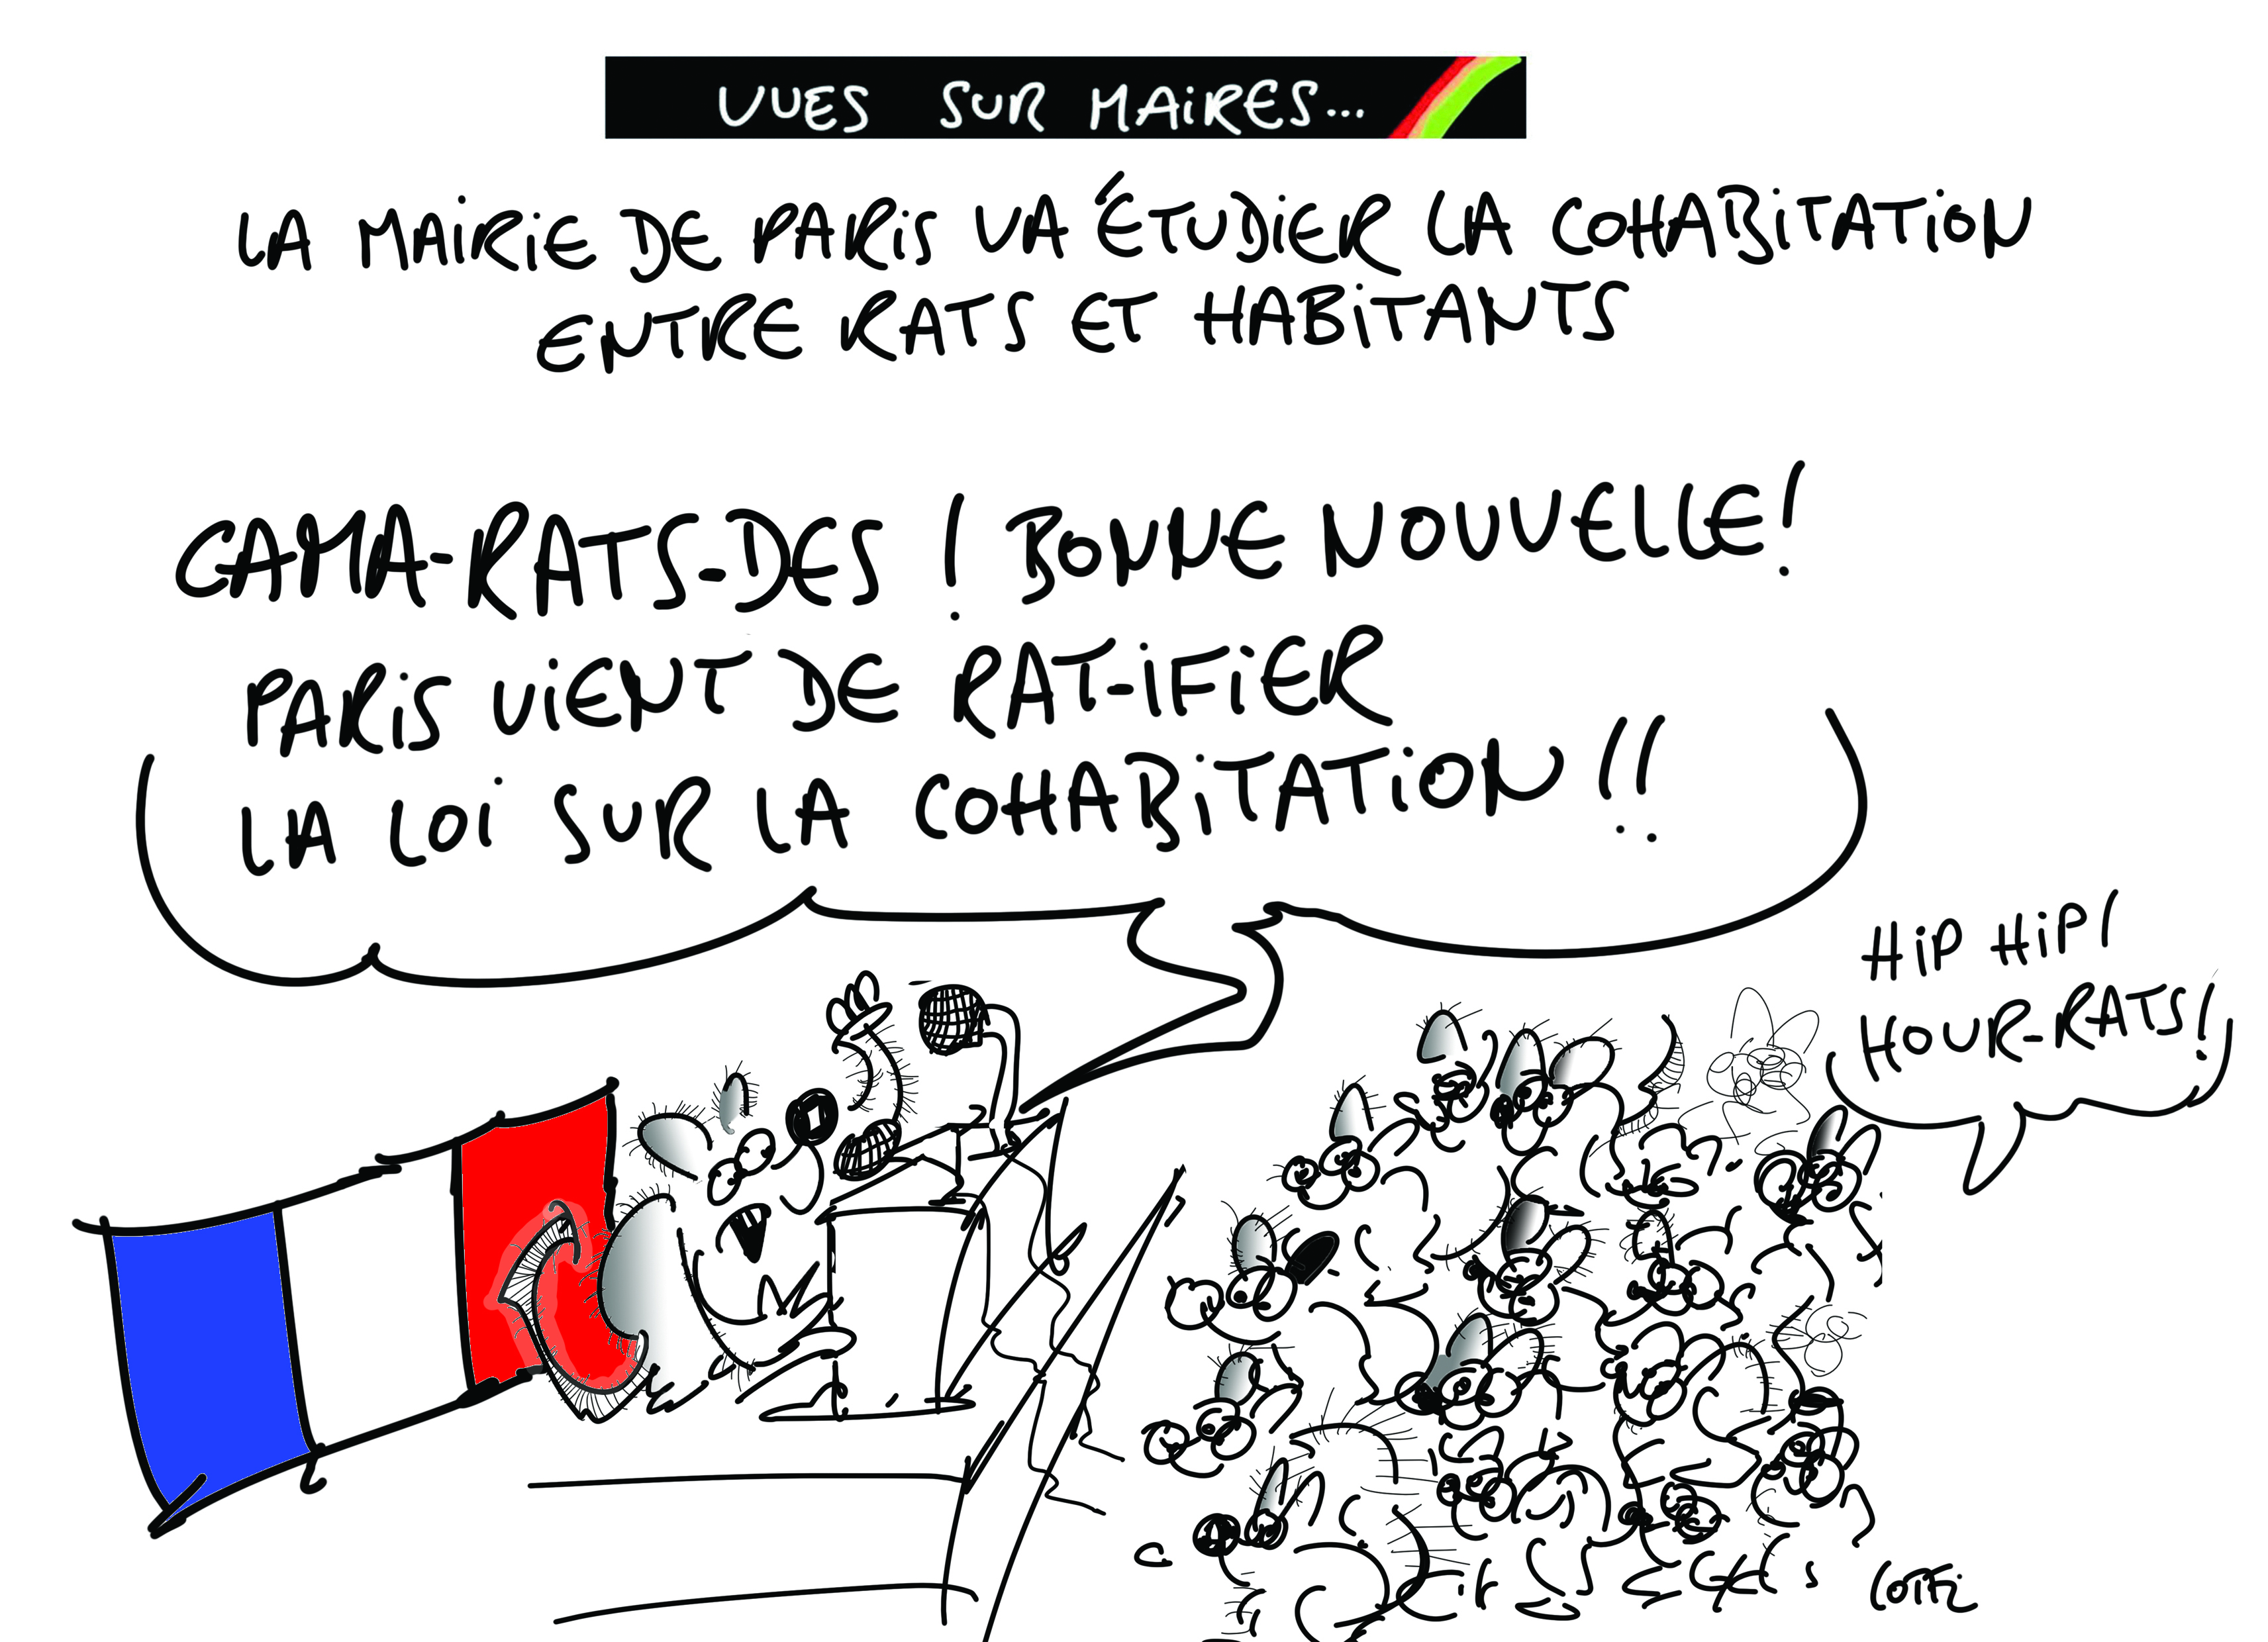 VUES SUR MAIRES...
LA MAIRIE DE PARIS VA ÉTUDIER LA COHABITATION
ENTRE RATS ET HABITANTS
CAMA-RATS-DES ! BONNE NOUVELLE!
PARIS VIENT DE RAT-IFIER
LA LOI SUR LA COHABITATION !!
HIP HIP!
HOUR-RATS!